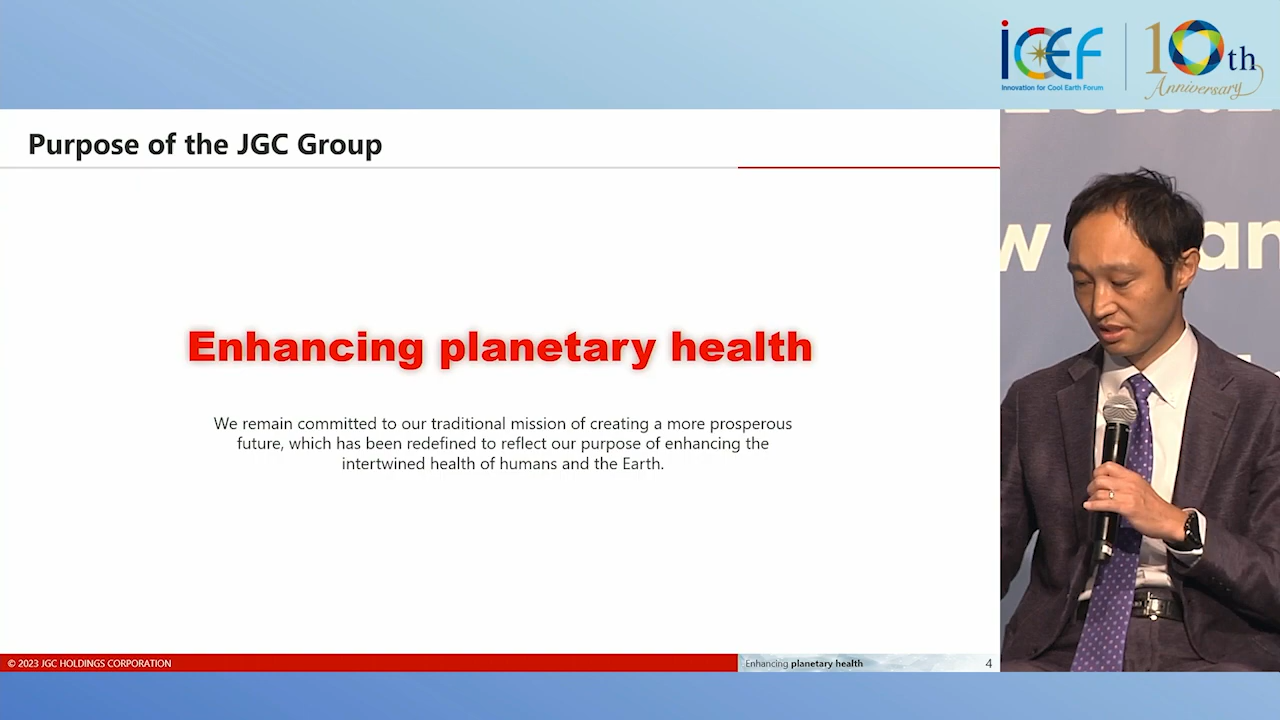 iCEF
Innovation for Cool Earth Forum
10th
Anniversary
Purpose of the JGC Group
Enhancing planetary health
We remain committed to our traditional mission of creating a more prosperous
future, which has been redefined to reflect our purpose of enhancing the
intertwined health of humans and the Earth.
© 2023 JGC HOLDINGS CORPORATION
Enhancing planetary health
4